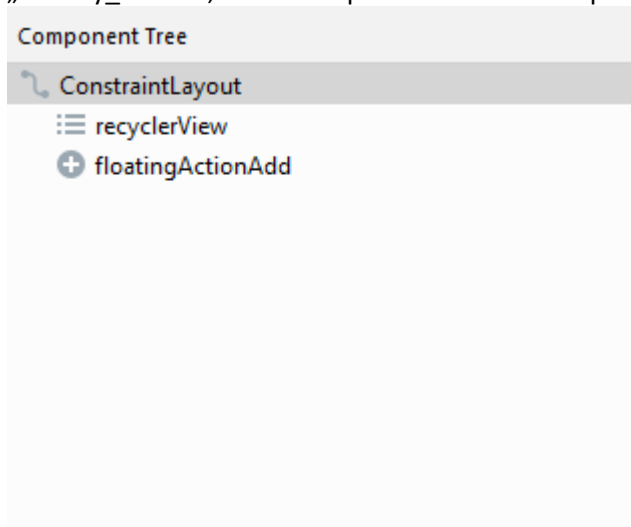 Component Tree
ConstraintLayout
recyclerView
floatingActionAdd